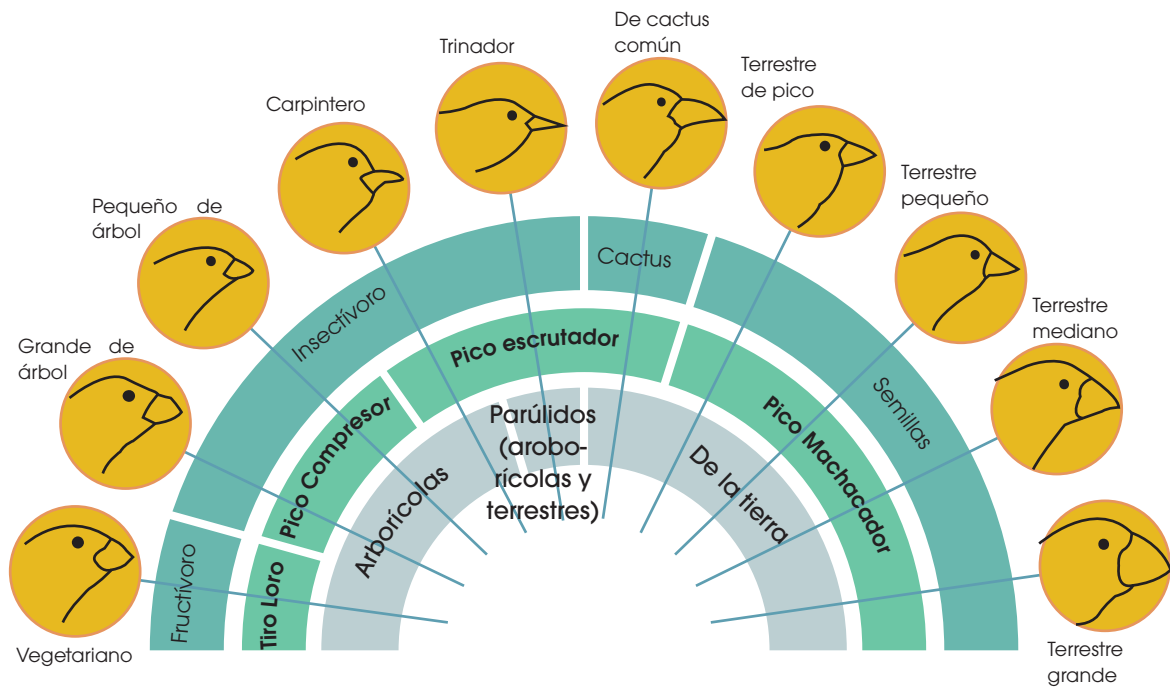 Vegetariano
Grande de
árbol
Pequeño de
árbol
Carpintero
Trinador
De cactus
común
Terrestre
de pico
Terrestre
pequeño
Terrestre
mediano
Terrestre
grande
Fructívoro
Insectívoro
Cactus
Semillas
Tiro Loro
Pico Compresor
Pico escrutador
Pico Machacador
Arborícolas
Parúlidos
(arobo-
rícolas y
terrestres)
De la tierra